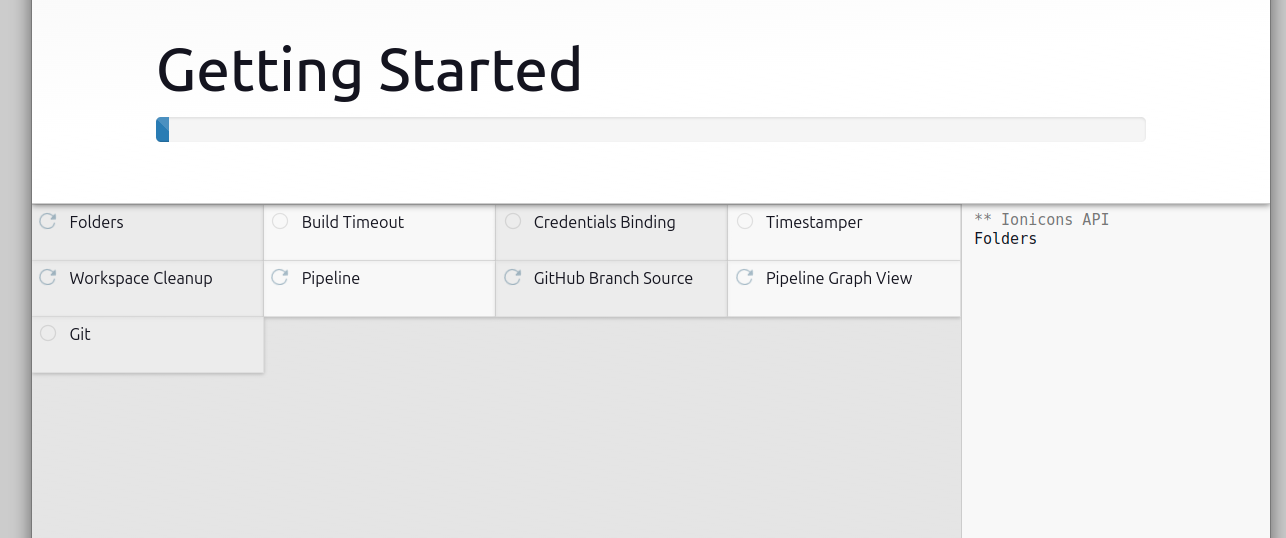 Getting Started
Folders
Build Timeout
Credentials Binding
Timestamper
Workspace Cleanup
Pipeline
GitHub Branch Source
Pipeline Graph View
Git
** Ionicons API
Folders